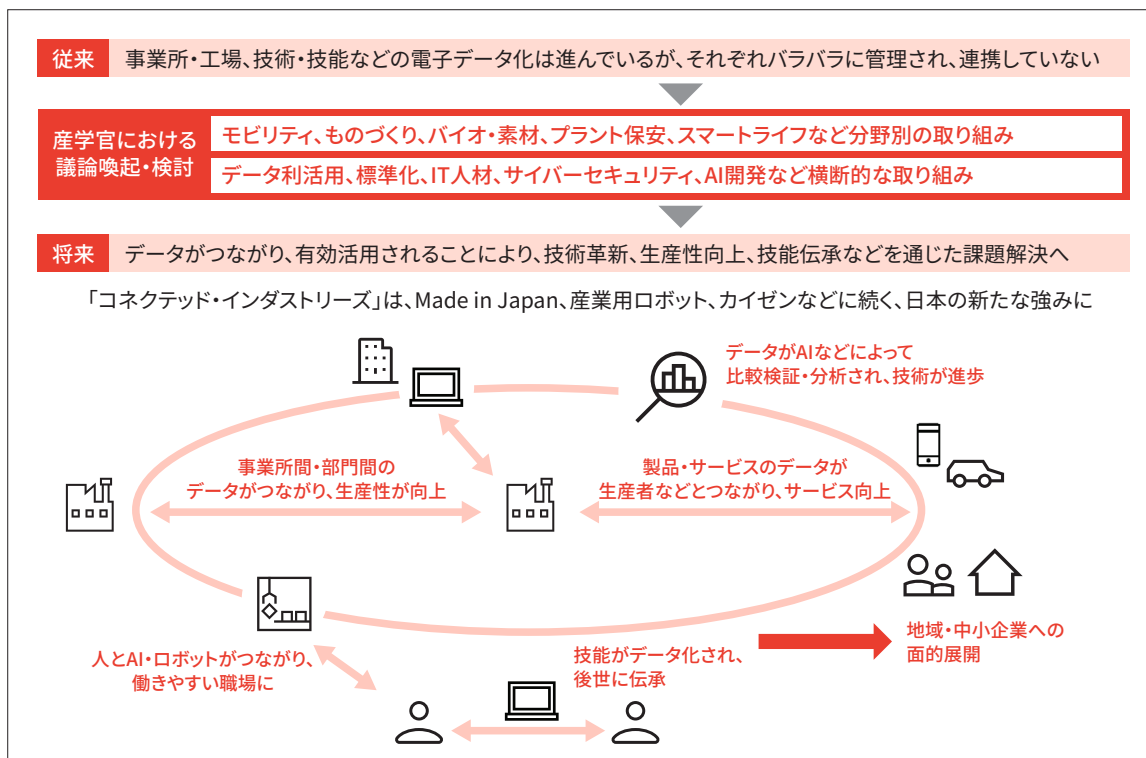 従来
事業所・工場、技術・技能などの電子データ化は進んでいるが、それぞれバラバラに管理され、連携していない
産学官における
議論喚起・検討
モビリティ、ものづくり、バイオ・素材、プラント保安、スマートライフなど分野別の取り組み
データ利活用、標準化、IT人材、サイバーセキュリティ、AI開発など横断的な取り組み
将来
データがつながり、有効活用されることにより、技術革新、生産性向上、技能伝承などを通じた課題解決へ
「コネクテッド・インダストリーズ」は、Made in Japan、産業用ロボット、カイゼンなどに続く、日本の新たな強みに
データがAIなどによって
比較検証・分析され、技術が進歩
事業所間・部門間の
データがつながり、生産性が向上
製品・サービスのデータが
生産者などとつながり、サービス向上
人とAI・ロボットがつながり、
働きやすい職場に
技能がデータ化され、
後世に伝承
地域・中小企業への
面的展開